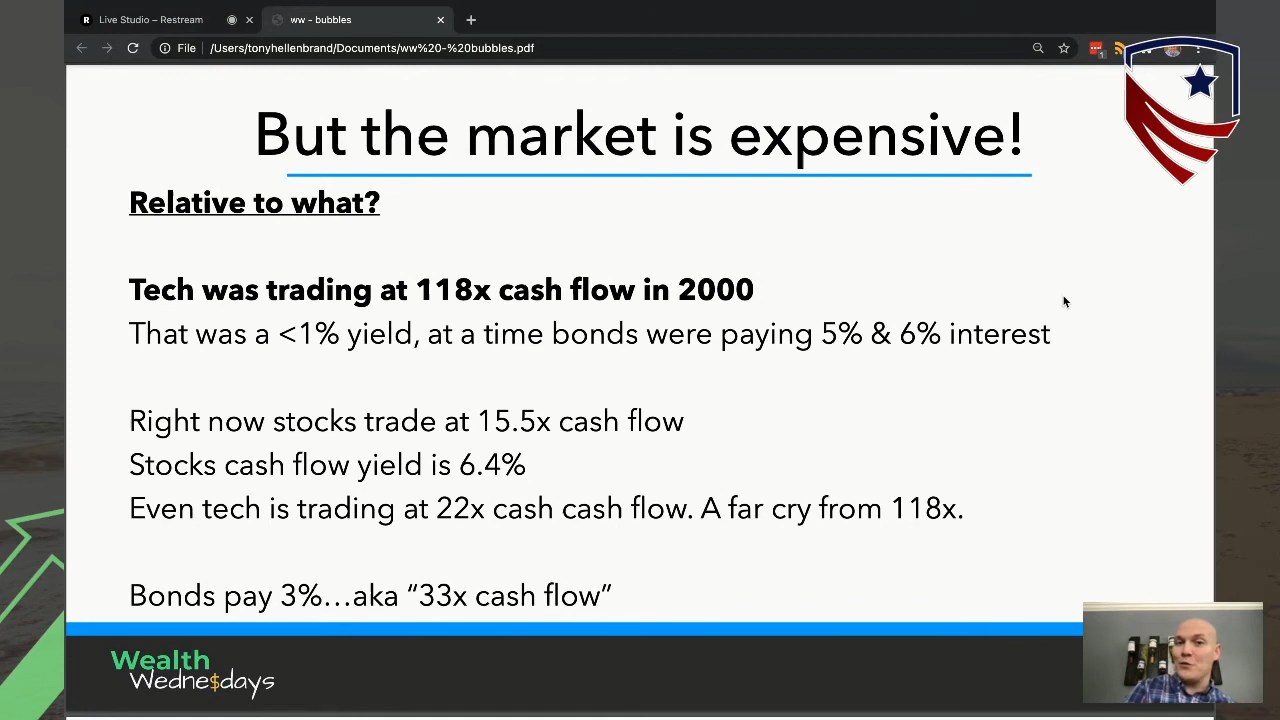 Live Studio – Restream
ww - bubbles
File /Users/tonyhellenbrand/Documents/ww%20-%20bubbles.pdf
But the market is expensive!
Relative to what?
Tech was trading at 118x cash flow in 2000
That was a <1% yield, at a time bonds were paying 5% & 6% interest
Right now stocks trade at 15.5x cash flow
Stocks cash flow yield is 6.4%
Even tech is trading at 22x cash cash flow. A far cry from 118x.
Bonds pay 3%…aka “33x cash flow”
Wealth
Wedne$days